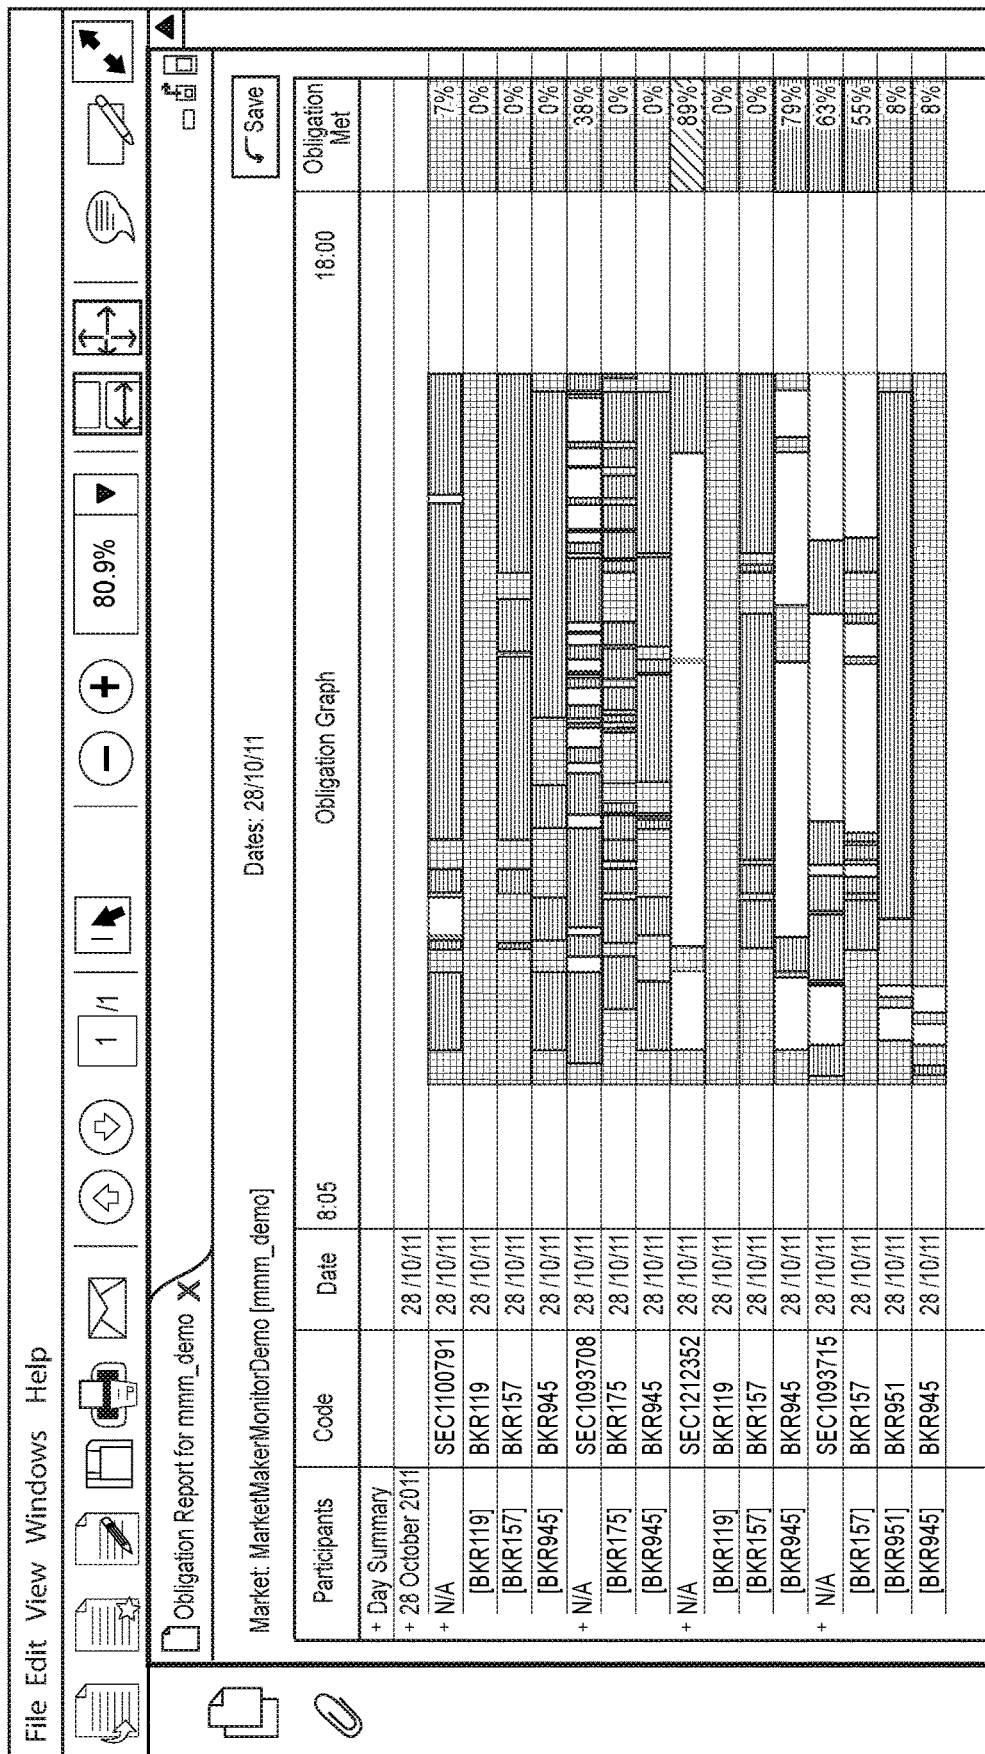 File Edit View Windows Help
1 /1
80.9%
Obligation Report for mmm_demo X
Market: MarketMakerMonitorDemo [mmm_demo] Dates: 28/10/11 Save
Participants Code Date 8:05 Obligation Graph 18:00 Obligation Met
+ Day Summary
+ 28 October 2011 28 /10/11
+ N/A SEC1100791 28 /10/11 7%
[BKR119] BKR119 28 /10/11 0%
[BKR157] BKR157 28 /10/11 0%
[BKR945] BKR945 28 /10/11 0%
+ N/A SEC1093708 28 /10/11 38%
[BKR175] BKR175 28 /10/11 0%
[BKR945] BKR945 28 /10/11 0%
+ N/A SEC1212352 28 /10/11 89%
[BKR119] BKR119 28 /10/11 0%
[BKR157] BKR157 28 /10/11 0%
[BKR945] BKR945 28 /10/11 79%
+ N/A SEC1093715 28 /10/11 63%
[BKR157] BKR157 28 /10/11 55%
[BKR951] BKR951 28 /10/11 8%
[BKR945] BKR945 28 /10/11 8%